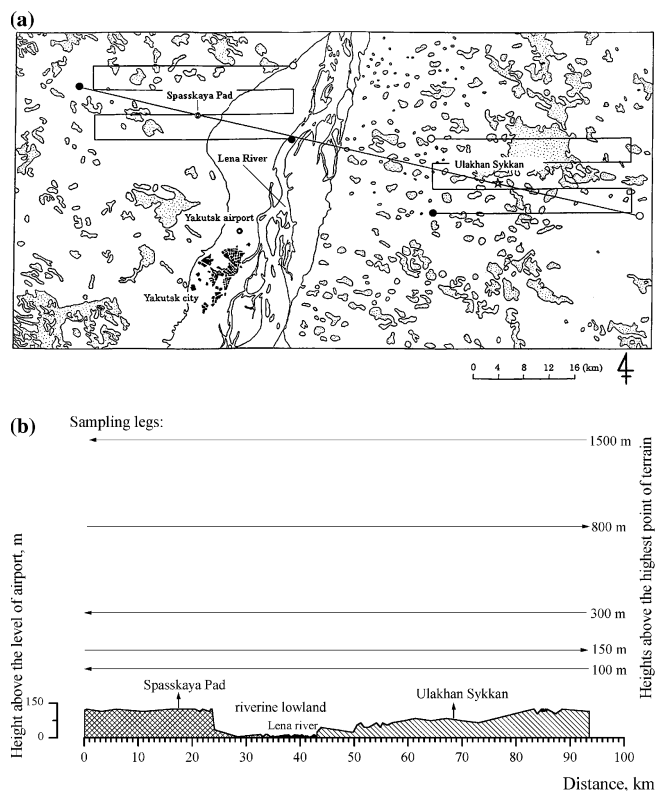 (a)
Spasskaya Pad
Ulakhan Sykkan
Lena River
Yakutak airport
Yakutak city
0 4 8 12 16 (km)
(b)
Sampling legs:
1500 m
800 m
300 m
150 m
100 m
Height above the level of airport, m
Heights above the highest point of terrain
150
0
Spasskaya Pad
riverine lowland
Lena river
Ulakhan Sykkan
0 10 20 30 40 50 60 70 80 90 100
Distance, km